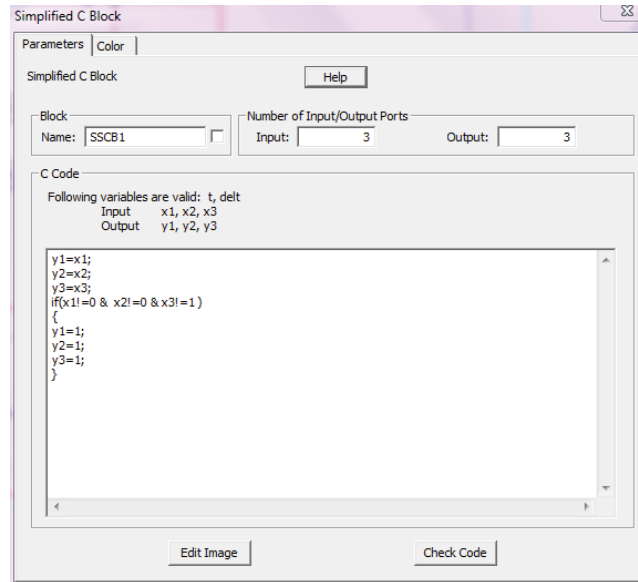 Simplified C Block
Parameters Color
Simplified C Block Help
Block Number of Input/Output Ports
Name: SSCB1 Input: 3 Output: 3
C Code
Following variables are valid: t, delt
Input x1, x2, x3
Output y1, y2, y3
y1=x1;
y2=x2;
y3=x3;
if(x1!=0 & x2!=0 &x3!=1 )
{
y1=1;
y2=1;
y3=1;
}
Edit Image Check Code